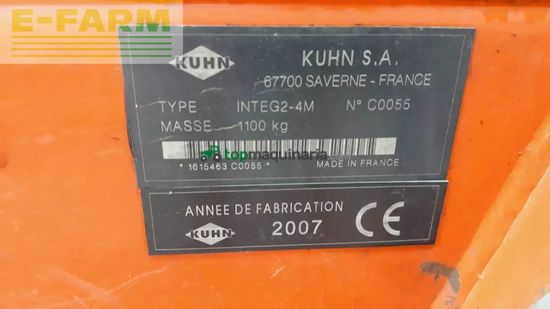 E-FARM
KUHN
KUHN S.A.
67700 SAVERNE - FRANCE
TYPE INTEG2-4M N° C0055
MASSE 1100 kg
topmaquinaria
* 1615463 C0055 * MADE IN FRANCE
ANNEE DE FABRICATION
KUHN 2007 CE